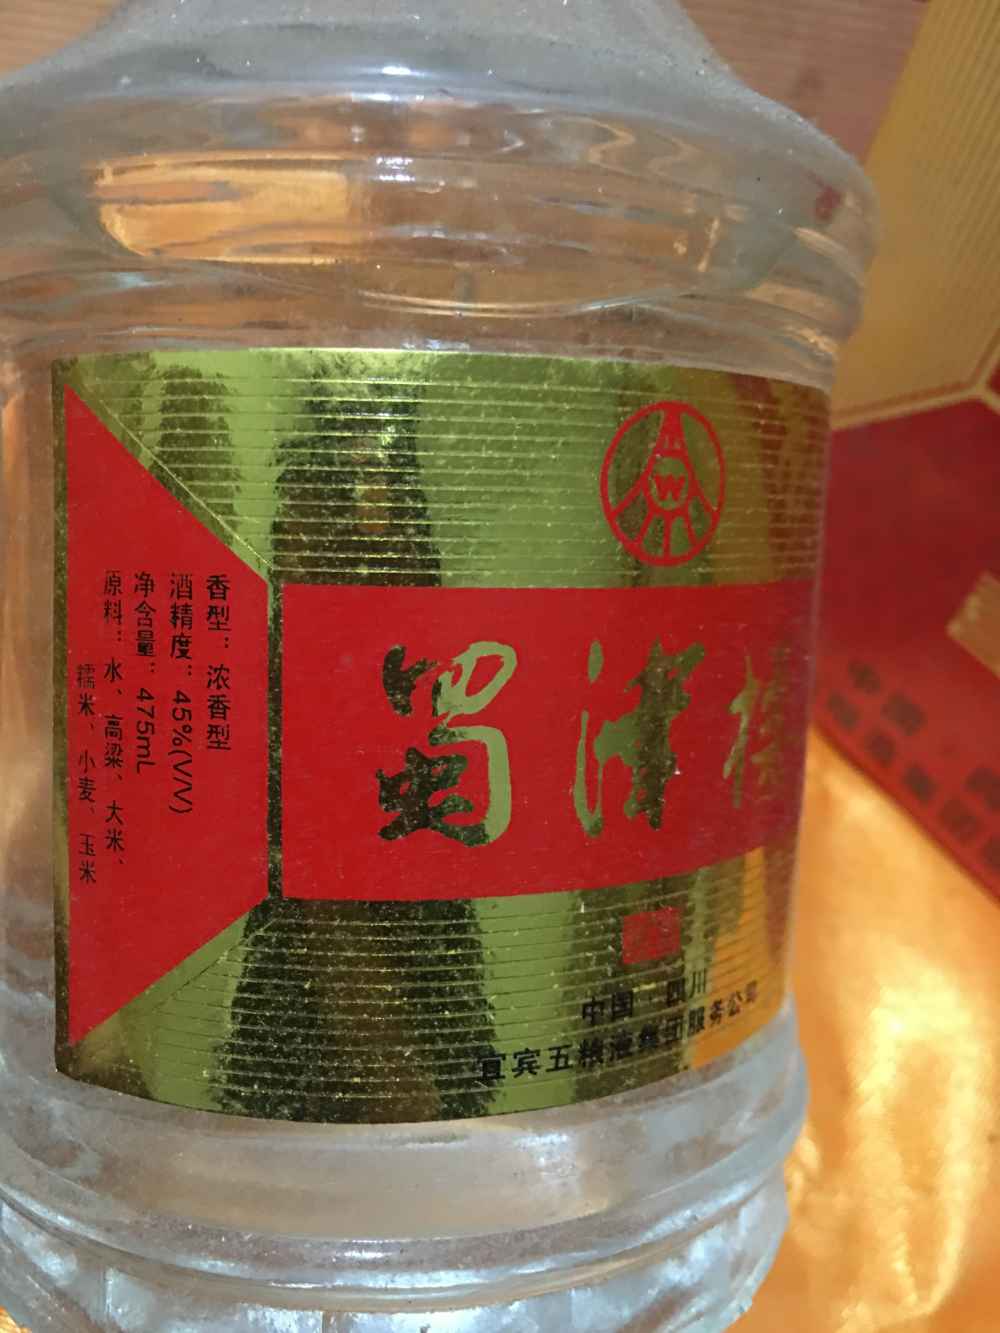 W
蜀津楼
中国·四川
宜宾五粮液集团服务公司
香型：浓香型
酒精度：45%(V/V)
净含量：475mL
原料：水、高粱、大米、
糯米、小麦、玉米